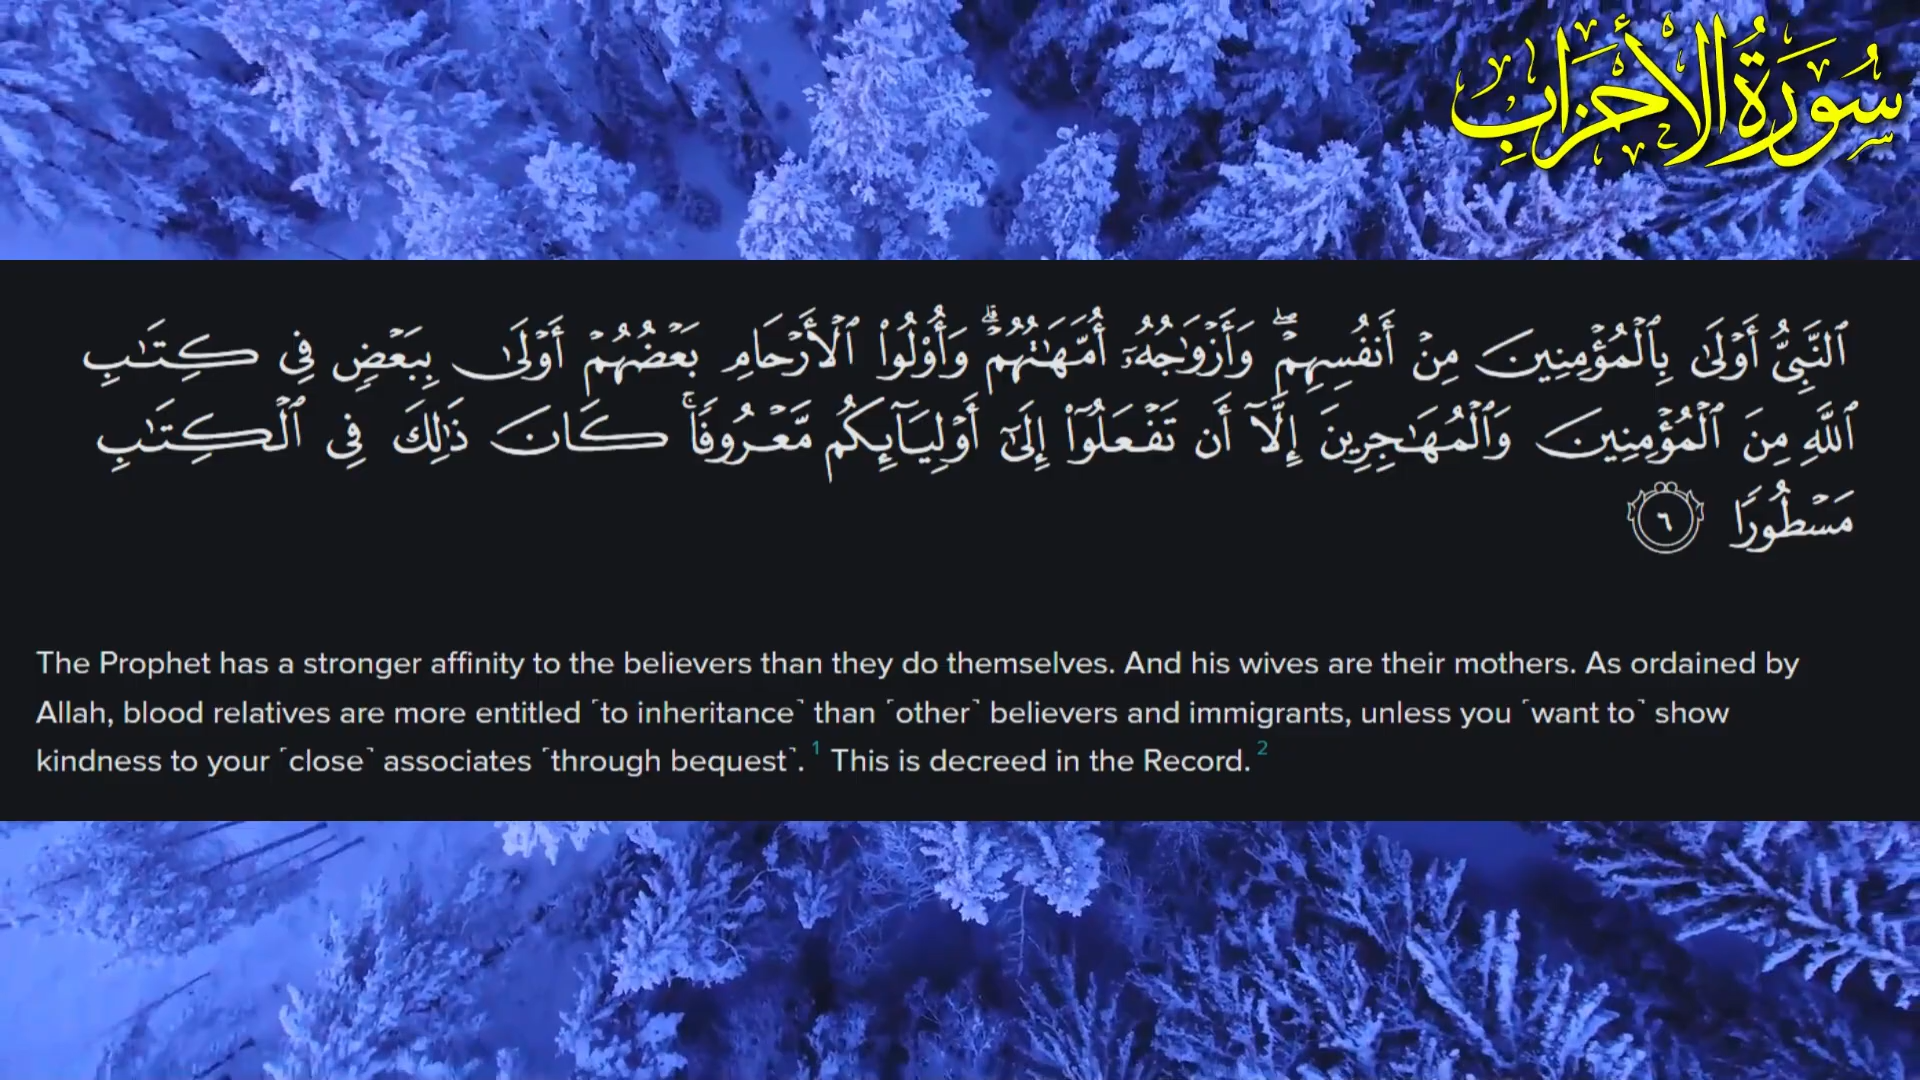 سُورَةُ الْأَحْزَابِ
ٱلنَّبِىُّ أَوْلَىٰ بِٱلْمُؤْمِنِينَ مِنْ أَنفُسِهِمْ ۖ وَأَزْوَٰجُهُۥٓ أُمَّهَـٰتُهُمْ ۗ وَأُو۟لُوا۟ ٱلْأَرْحَامِ بَعْضُهُمْ أَوْلَىٰ بِبَعْضٍ فِى كِتَـٰبِ
ٱللَّهِ مِنَ ٱلْمُؤْمِنِينَ وَٱلْمُهَـٰجِرِينَ إِلَّآ أَن تَفْعَلُوٓا۟ إِلَىٰٓ أَوْلِيَآئِكُم مَّعْرُوفًا ۚ كَانَ ذَٰلِكَ فِى ٱلْكِتَـٰبِ
مَسْطُورًا ٦
The Prophet has a stronger affinity to the believers than they do themselves. And his wives are their mothers. As ordained by
Allah, blood relatives are more entitled ˹to inheritance˺ than ˹other˺ believers and immigrants, unless you ˹want to˺ show
kindness to your ˹close˺ associates ˹through bequest˺. 1 This is decreed in the Record. 2